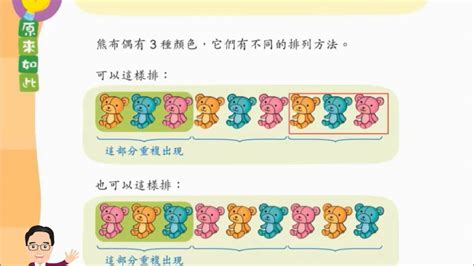 原來如此
熊布偶有 3 種顏色，它們有不同的排列方法。
可以這樣排：
這部分重複出現
也可以這樣排：
這部分重複出現